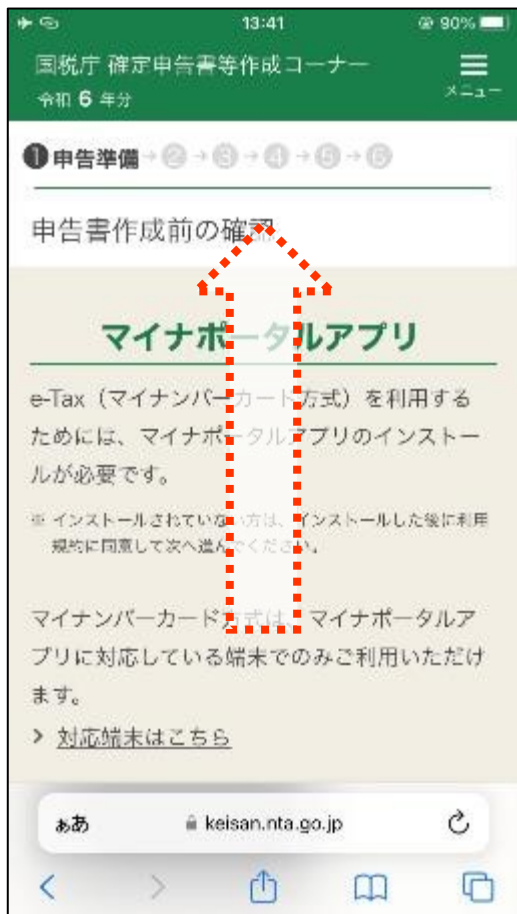 13:41
90%
国税庁 確定申告書等作成コーナー
令和 6 年分
メニュー
❶申告準備→②→③→④→⑤→⑥
申告書作成前の確認
マイナポータルアプリ
e-Tax（マイナンバーカード方式）を利用する
ためには、マイナポータルアプリのインストー
ルが必要です。
※ インストールされていない方は、インストールした後に利用
規約に同意して次へ進んでください。
マイナンバーカード方式は、マイナポータルア
プリに対応している端末でのみご利用いただけ
ます。
> 対応端末はこちら
ぁあ keisan.nta.go.jp